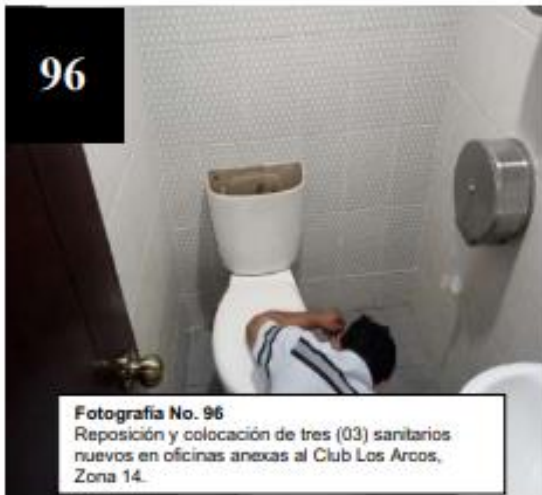 96
Fotografía No. 96
Reposición y colocación de tres (03) sanitarios
nuevos en oficinas anexas al Club Los Arcos,
Zona 14.